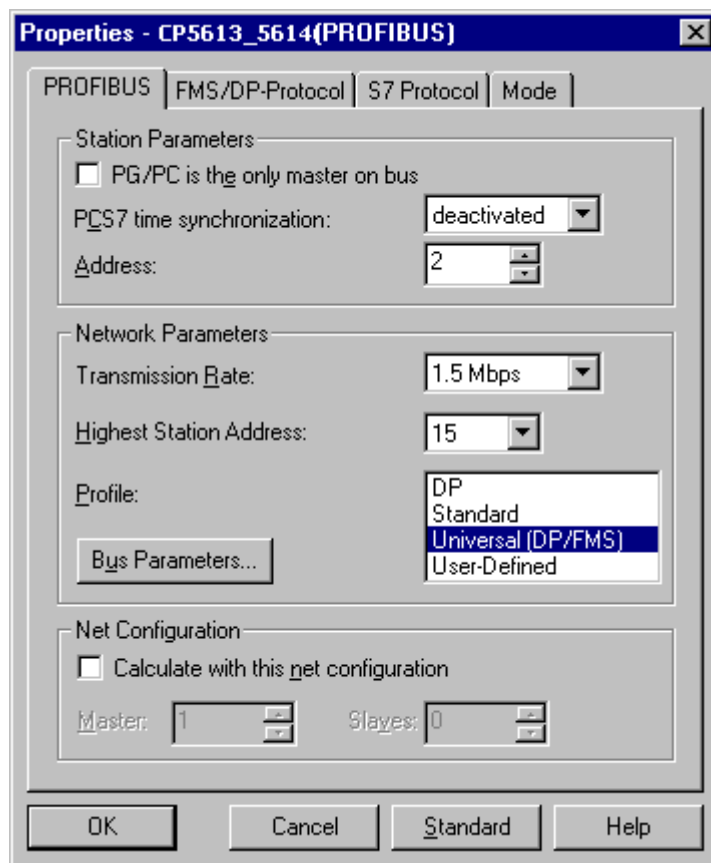 Properties - CP5613_5614(PROFIBUS)
PROFIBUS FMS/DP-Protocol S7 Protocol Mode
Station Parameters
PG/PC is the only master on bus
PCS7 time synchronization: deactivated
Address: 2
Network Parameters
Transmission Rate: 1.5 Mbps
Highest Station Address: 15
Profile: DP
Standard
Universal (DP/FMS)
Bus Parameters... User-Defined
Net Configuration
Calculate with this net configuration
Master: 1 Slaves: 0
OK Cancel Standard Help